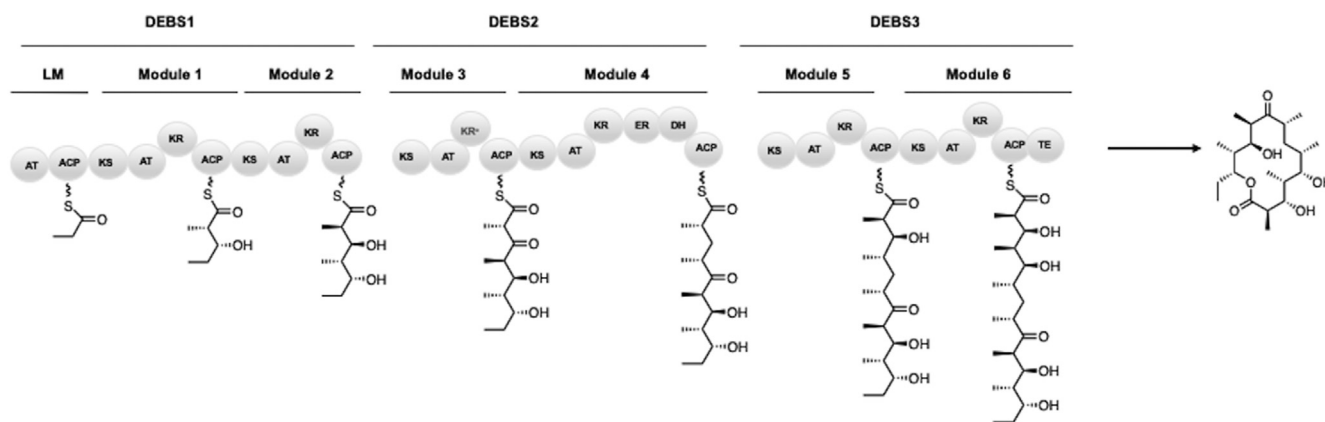 DEBS1
DEBS2
DEBS3
LM
Module 1
Module 2
Module 3
Module 4
Module 5
Module 6
AT ACP KS AT KR ACP KS AT KR ACP
KS AT KR° ACP KS AT KR ER DH ACP
KS AT KR ACP KS AT KR ACP TE
S
O
S
O
OH
S
O
OH
OH
S
O
O
OH
OH
S
O
O
OH
OH
S
O
OH
O
OH
OH
S
O
OH
OH
O
OH
OH
O
OH
O
O
OH